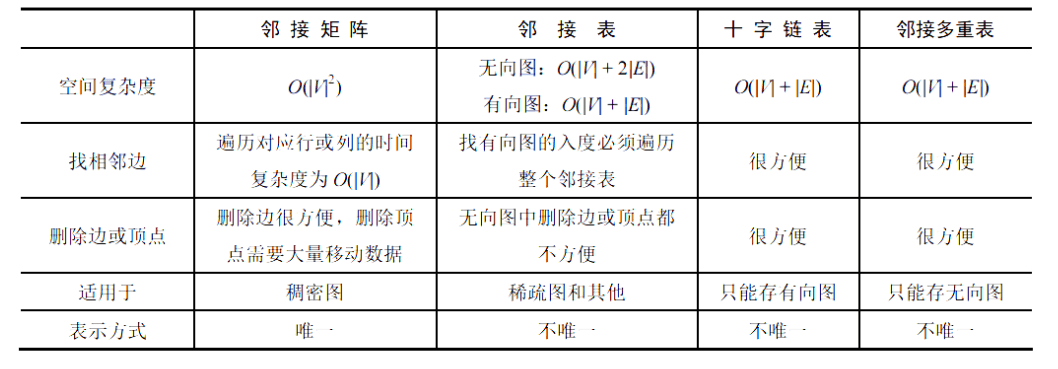 邻接矩阵 邻接表 十字链表 邻接多重表
空间复杂度 O(|V|²) 无向图：O(|V| + 2|E|) 有向图：O(|V| + |E|) O(|V| + |E|) O(|V| + |E|)
找相邻边 遍历对应行或列的时间复杂度为 O(|V|) 找有向图的入度必须遍历整个邻接表 很方便 很方便
删除边或顶点 删除边很方便，删除顶点需要大量移动数据 无向图中删除边或顶点都不方便 很方便 很方便
适用于 稠密图 稀疏图和其他 只能存有向图 只能存无向图
表示方式 唯一 不唯一 不唯一 不唯一